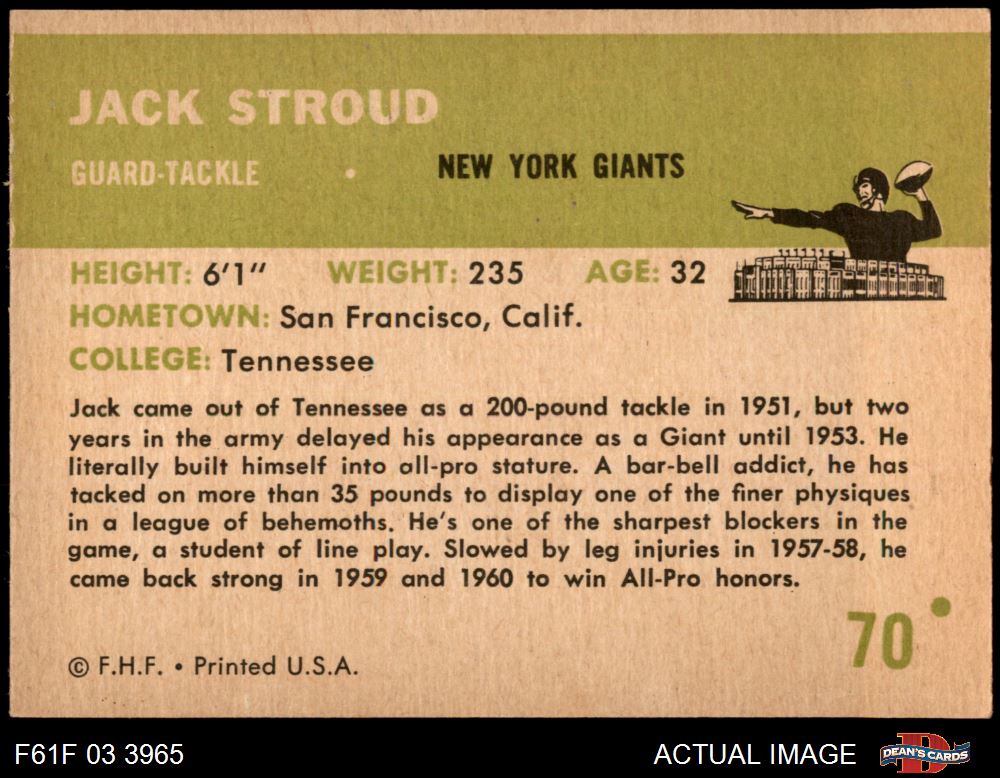 JACK STROUD
GUARD-TACKLE • NEW YORK GIANTS
HEIGHT: 6'1" WEIGHT: 235 AGE: 32
HOMETOWN: San Francisco, Calif.
COLLEGE: Tennessee
Jack came out of Tennessee as a 200-pound tackle in 1951, but two
years in the army delayed his appearance as a Giant until 1953. He
literally built himself into all-pro stature. A bar-bell addict, he has
tacked on more than 35 pounds to display one of the finer physiques
in a league of behemoths. He's one of the sharpest blockers in the
game, a student of line play. Slowed by leg injuries in 1957-58, he
came back strong in 1959 and 1960 to win All-Pro honors.
70
© F.H.F. • Printed U.S.A.
F61F 03 3965 ACTUAL IMAGE D DEAN'S CARDS